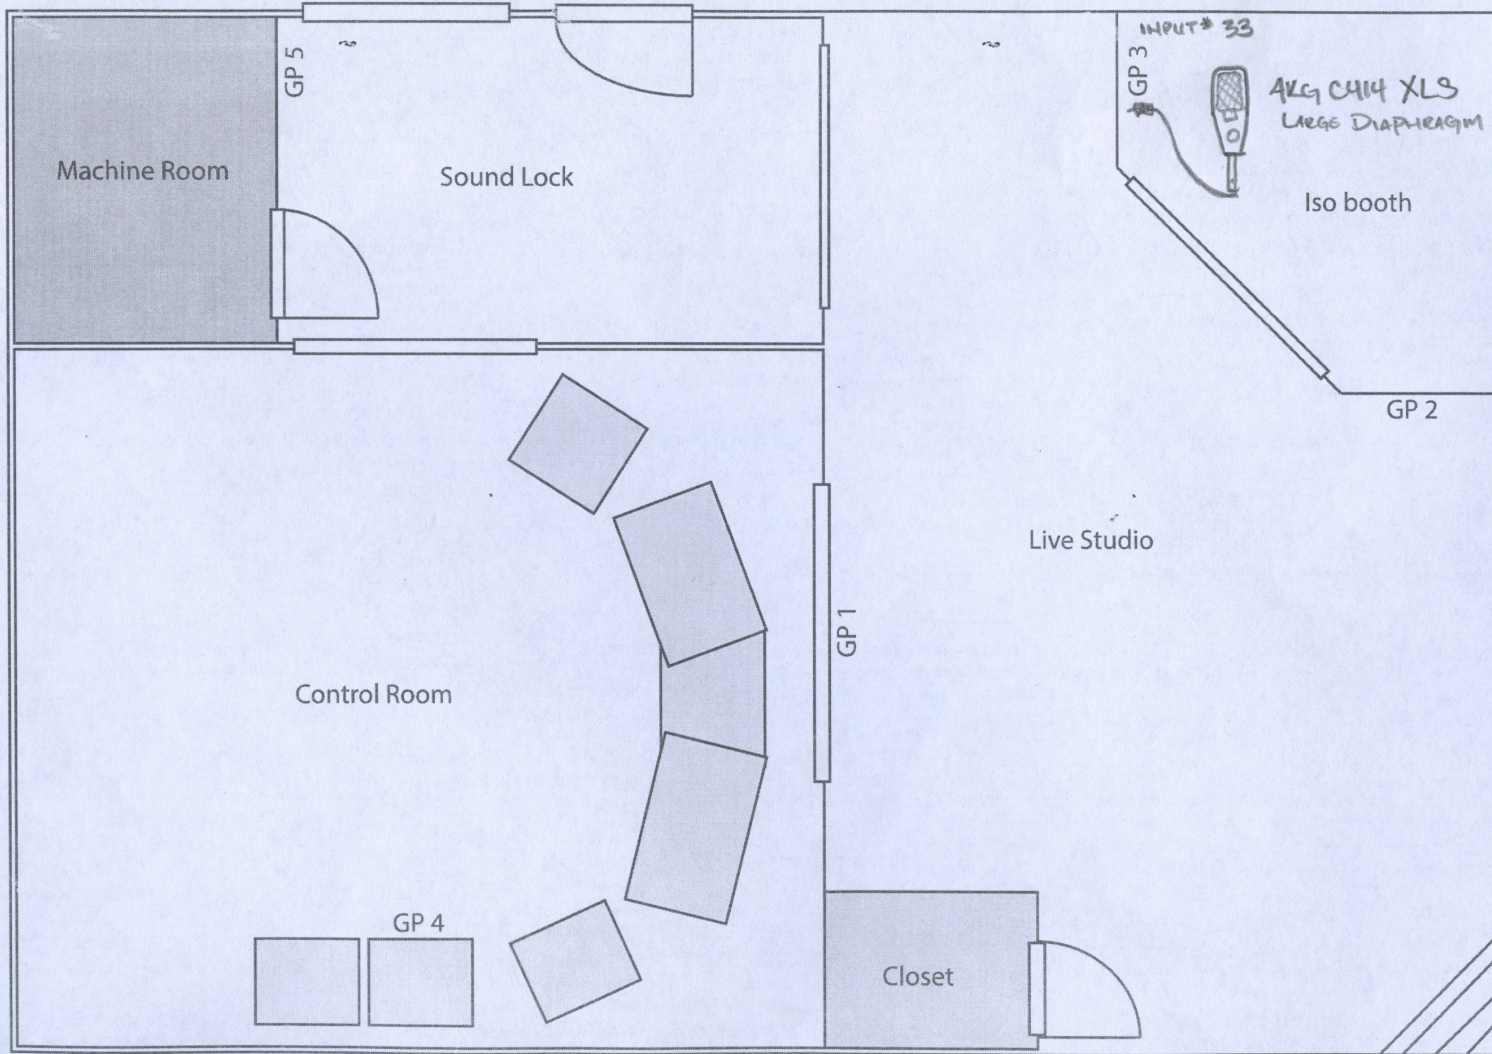 INPUT# 33
GP 5
GP 3
AKG C414 XLS
LARGE DIAPHRAGM
Machine Room
Sound Lock
Iso booth
GP 2
Live Studio
GP 1
Control Room
GP 4
Closet